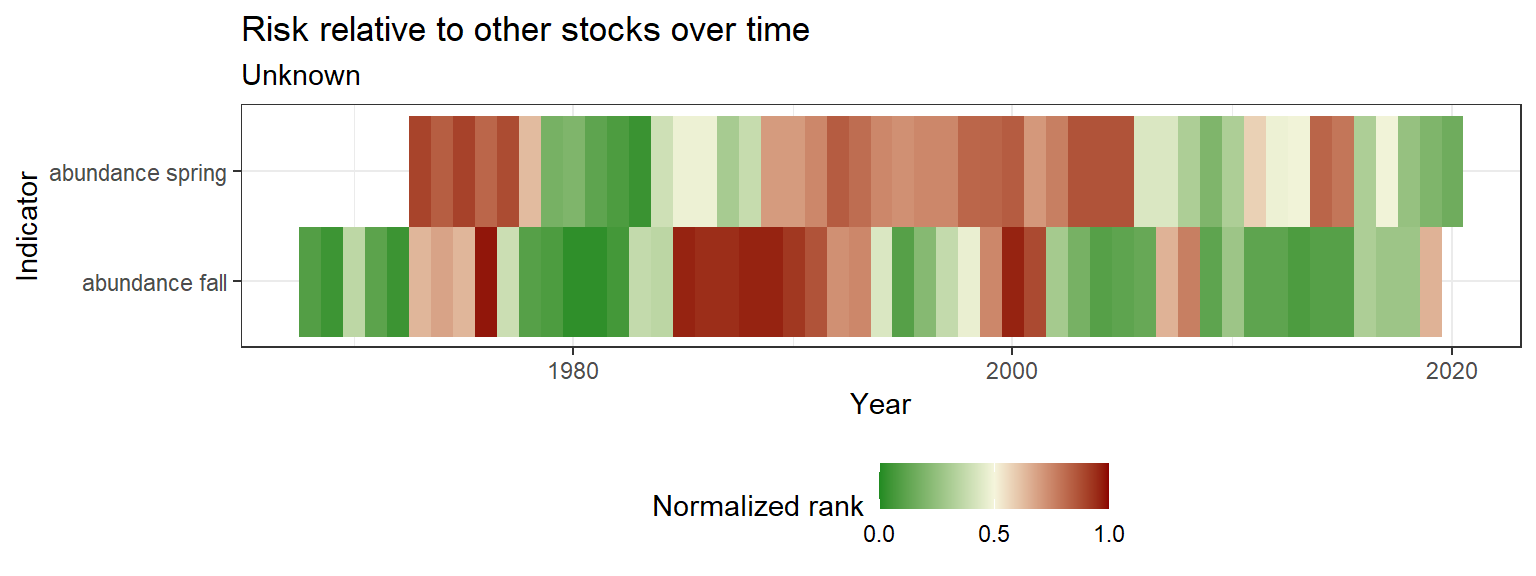 Risk relative to other stocks over time
Unknown
Indicator
abundance spring
abundance fall
1980 2000 2020
Year
Normalized rank
0.0 0.5 1.0